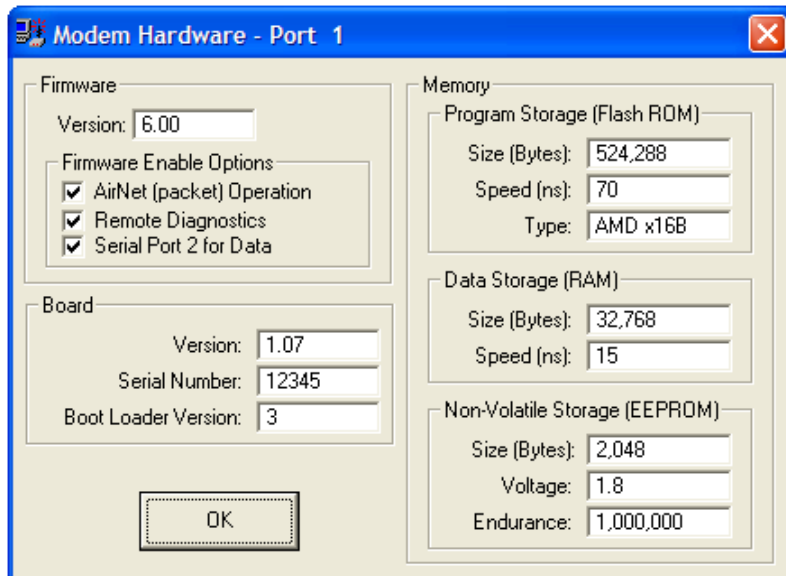 Modem Hardware - Port 1
Firmware
Version: 6.00
Firmware Enable Options
AirNet (packet) Operation
Remote Diagnostics
Serial Port 2 for Data
Board
Version: 1.07
Serial Number: 12345
Boot Loader Version: 3
OK
Memory
Program Storage (Flash ROM)
Size (Bytes): 524,288
Speed (ns): 70
Type: AMD x16B
Data Storage (RAM)
Size (Bytes): 32,768
Speed (ns): 15
Non-Volatile Storage (EEPROM)
Size (Bytes): 2,048
Voltage: 1.8
Endurance: 1,000,000